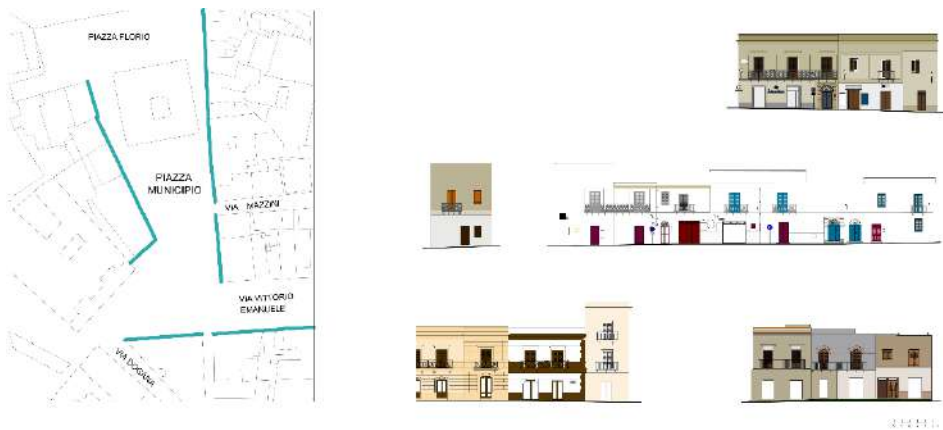 PIAZZA FLORIO
PIAZZA
MUNICIPIO
VIA MAZZINI
VIA VITTORIO
EMANUELE
VIA DOGANA